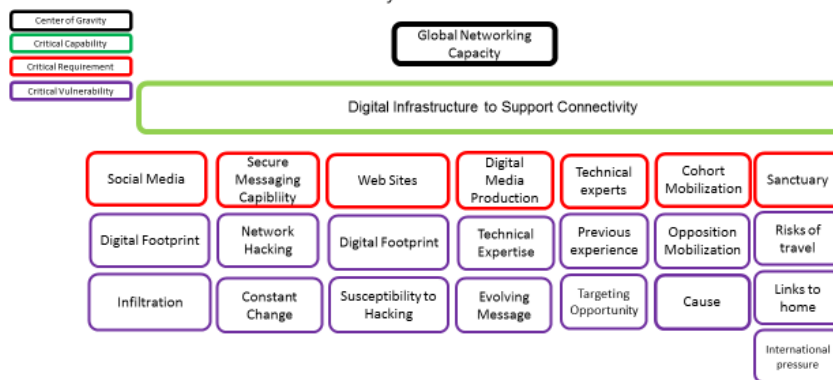 Center of Gravity
Critical Capability
Critical Requirement
Critical Vulnerability
Global Networking
Capacity
Digital Infrastructure to Support Connectivity
Social Media
Secure
Messaging
Capibliity
Web Sites
Digital
Media
Production
Technical
experts
Cohort
Mobilization
Sanctuary
Digital Footprint
Network
Hacking
Digital Footprint
Technical
Expertise
Previous
experience
Opposition
Mobilization
Risks of
travel
Infiltration
Constant
Change
Susceptibility to
Hacking
Evolving
Message
Targeting
Opportunity
Cause
Links to
home
International
pressure